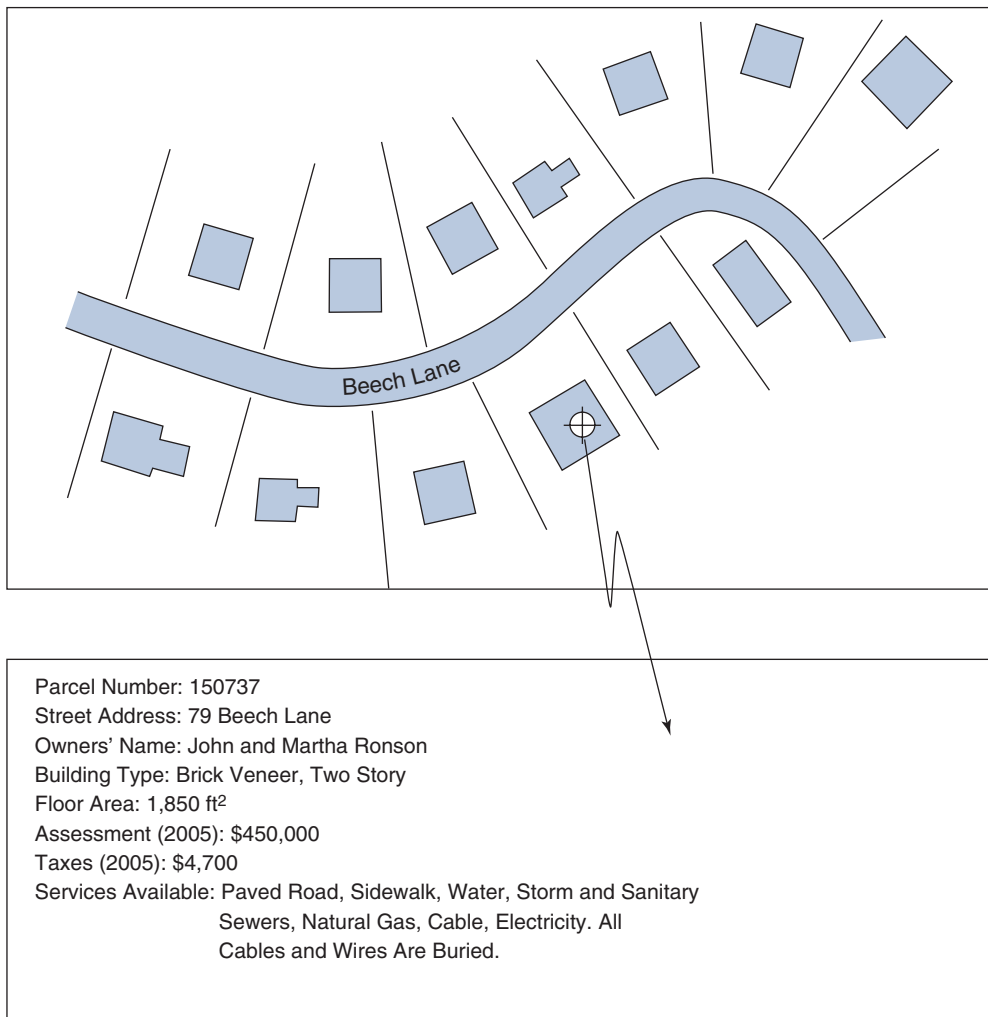 Beech Lane
Parcel Number: 150737
Street Address: 79 Beech Lane
Owners’ Name: John and Martha Ronson
Building Type: Brick Veneer, Two Story
Floor Area: 1,850 ft²
Assessment (2005): $450,000
Taxes (2005): $4,700
Services Available: Paved Road, Sidewalk, Water, Storm and Sanitary
Sewers, Natural Gas, Cable, Electricity. All
Cables and Wires Are Buried.